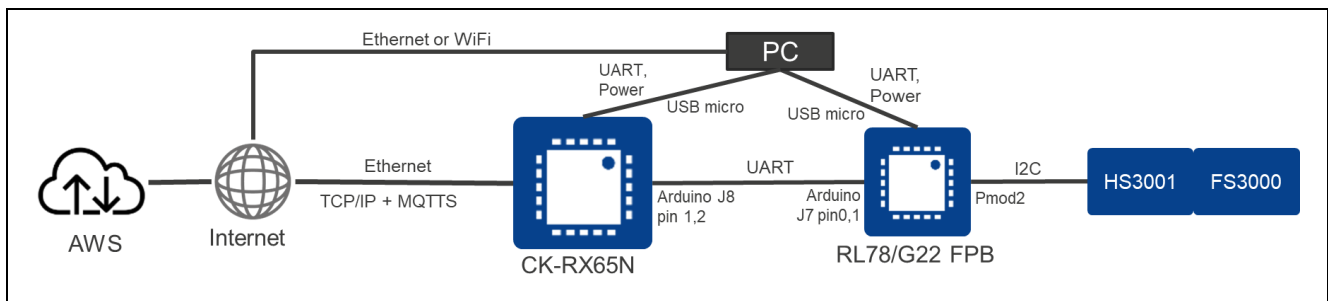 Ethernet or WiFi
PC
UART,
Power
USB micro
UART,
Power
USB micro
Ethernet
TCP/IP + MQTTS
UART
Arduino J8
pin 1,2
Arduino
J7 pin0,1
I2C
Pmod2
HS3001
FS3000
AWS
Internet
CK-RX65N
RL78/G22 FPB